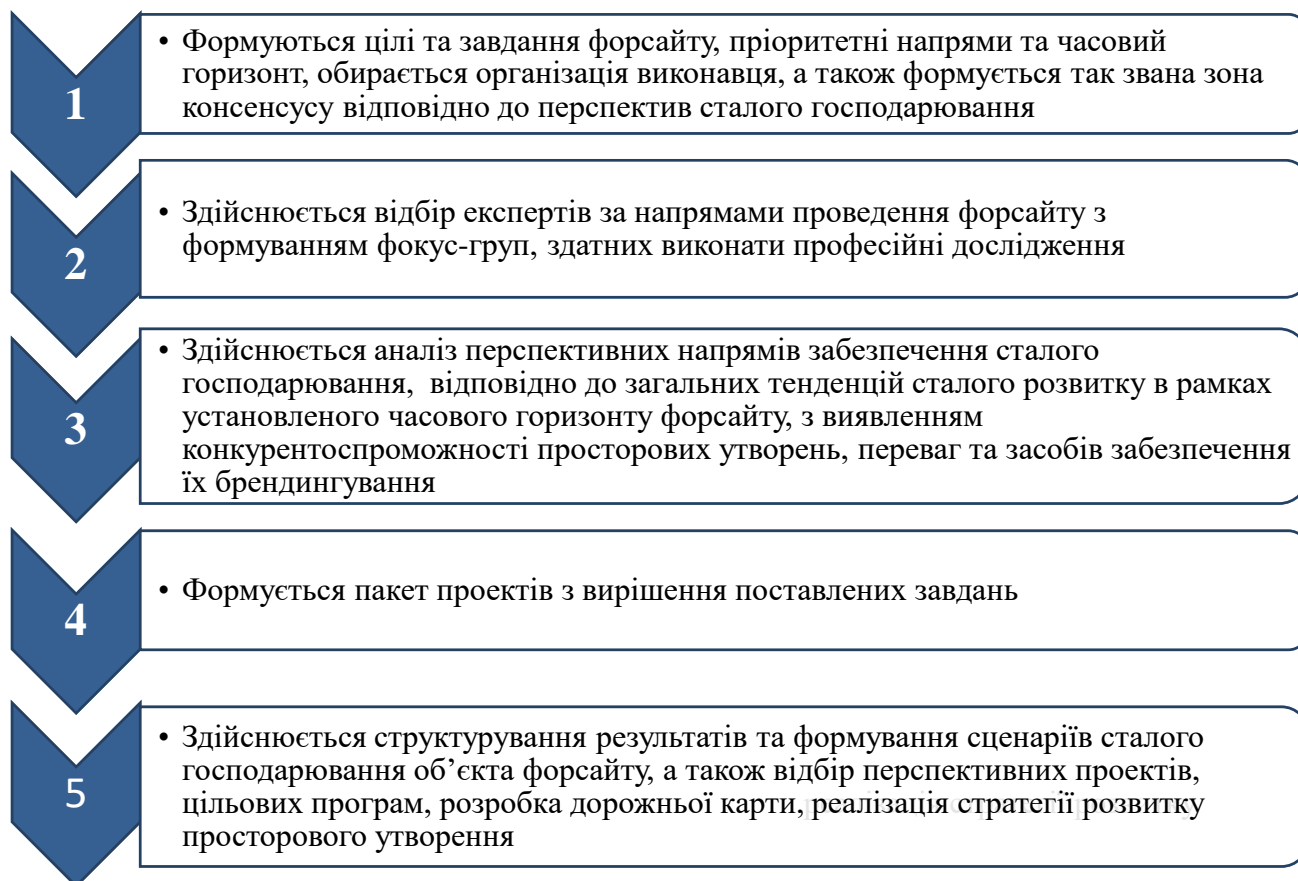 1
• Формуються цілі та завдання форсайту, пріоритетні напрями та часовий
горизонт, обирається організація виконавця, а також формується так звана зона
консенсусу відповідно до перспектив сталого господарювання
2
• Здійснюється відбір експертів за напрямами проведення форсайту з
формуванням фокус-груп, здатних виконати професійні дослідження
3
• Здійснюється аналіз перспективних напрямів забезпечення сталого
господарювання, відповідно до загальних тенденцій сталого розвитку в рамках
установленого часового горизонту форсайту, з виявленням
конкурентоспроможності просторових утворень, переваг та засобів забезпечення
їх брендингування
4
• Формується пакет проектів з вирішення поставлених завдань
5
• Здійснюється структурування результатів та формування сценаріїв сталого
господарювання об’єкта форсайту, а також відбір перспективних проектів,
цільових програм, розробка дорожньої карти, реалізація стратегії розвитку
просторового утворення